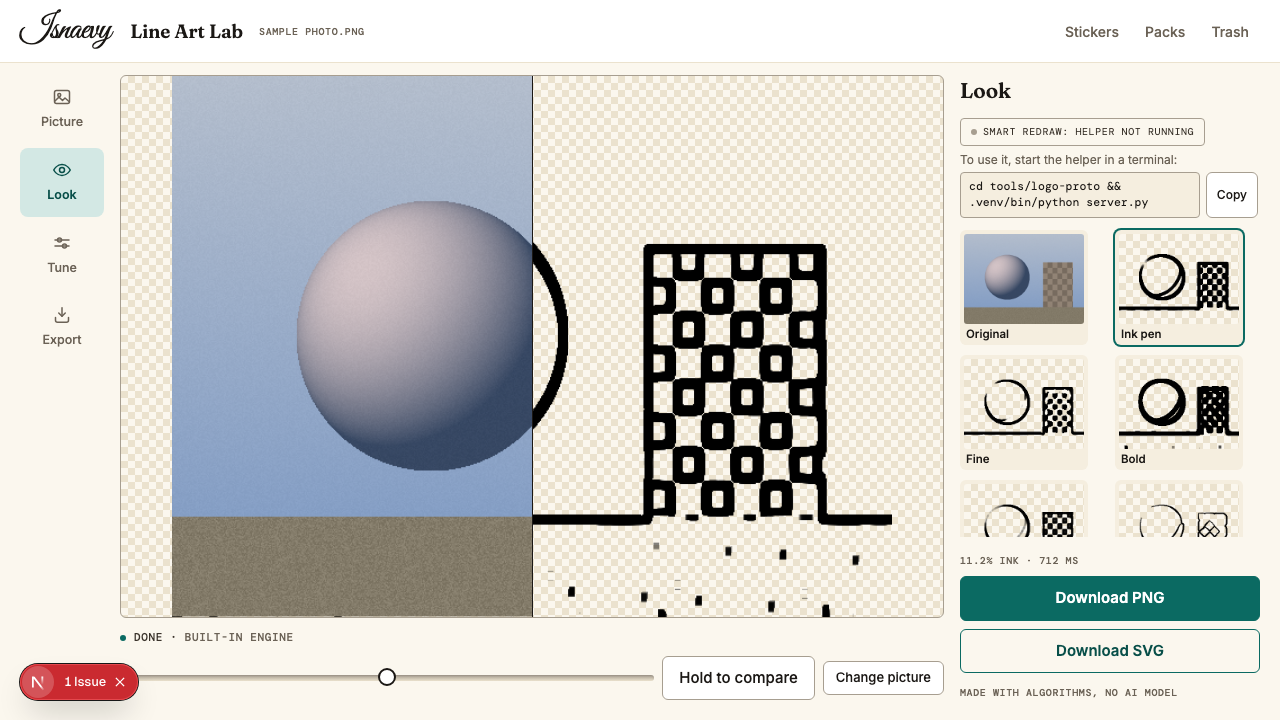 Jsnaevy
Line Art Lab
SAMPLE PHOTO.PNG
Stickers
Packs
Trash
Picture
Look
Tune
Export
DONE · BUILT-IN ENGINE
N
1 Issue
Hold to compare
Change picture
Look
SMART REDRAW: HELPER NOT RUNNING
To use it, start the helper in a terminal:
cd tools/logo-proto &&
.venv/bin/python server.py
Copy
Original
Ink pen
Fine
Bold
11.2% INK · 712 MS
Download PNG
Download SVG
MADE WITH ALGORITHMS, NO AI MODEL